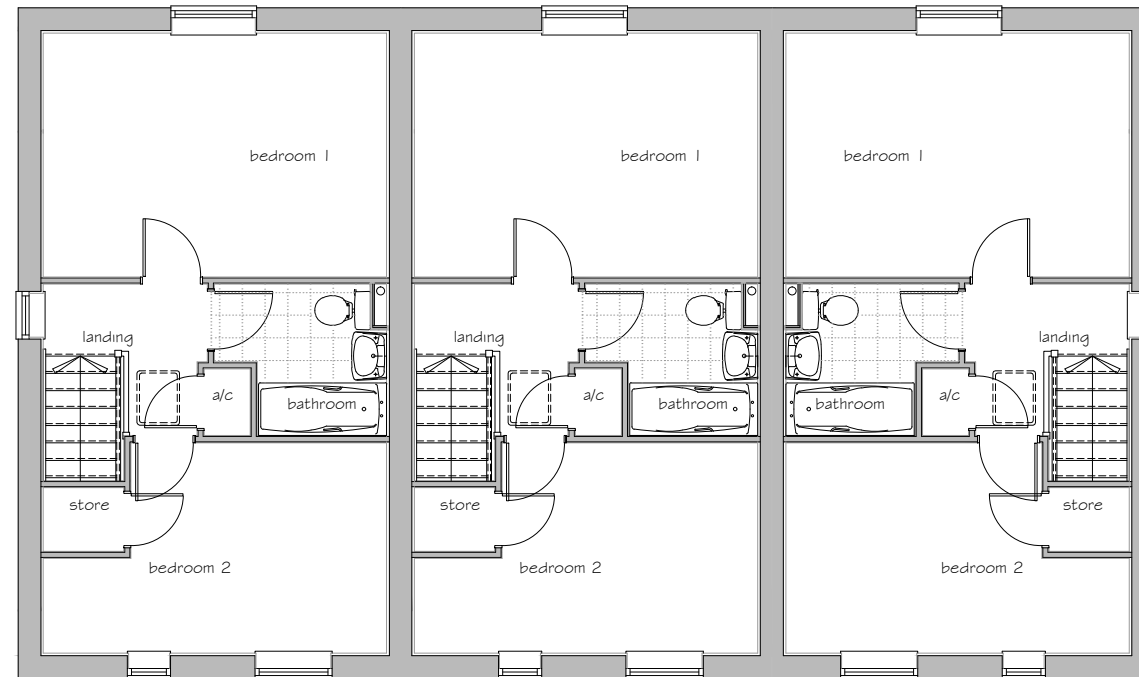 bedroom 1
bedroom 1
bedroom 1
landing
landing
landing
a/c
bathroom
a/c
bathroom
bathroom
a/c
store
store
store
bedroom 2
bedroom 2
bedroom 2